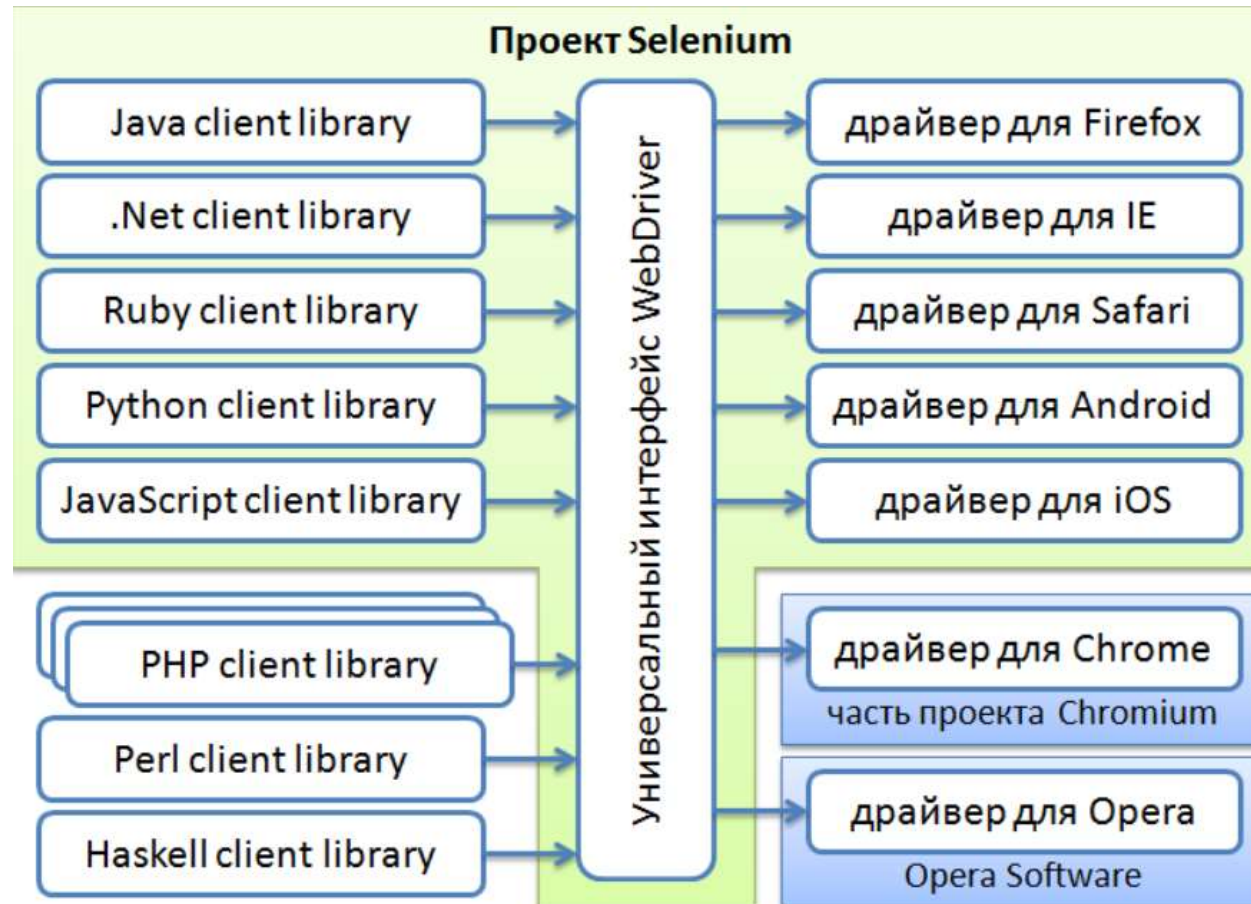 Проект Selenium
Java client library
.Net client library
Ruby client library
Python client library
JavaScript client library
PHP client library
Perl client library
Haskell client library
Универсальный интерфейс WebDriver
драйвер для Firefox
драйвер для IE
драйвер для Safari
драйвер для Android
драйвер для iOS
драйвер для Chrome
часть проекта Chromium
драйвер для Opera
Opera Software